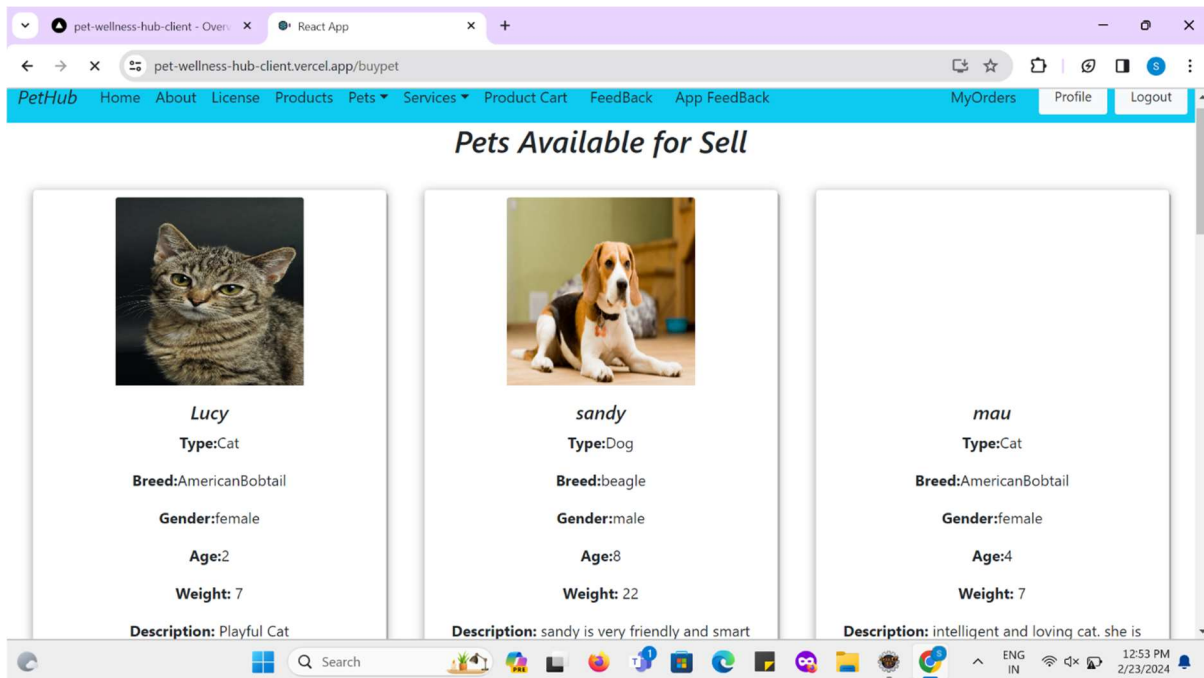 pet-wellness-hub-client - Overv
React App
pet-wellness-hub-client.vercel.app/buypet
S
PetHub Home About License Products Pets Services Product Cart FeedBack App FeedBack MyOrders Profile Logout
Pets Available for Sell
Lucy
Type:Cat
Breed:AmericanBobtail
Gender:female
Age:2
Weight: 7
Description: Playful Cat
sandy
Type:Dog
Breed:beagle
Gender:male
Age:8
Weight: 22
Description: sandy is very friendly and smart
mau
Type:Cat
Breed:AmericanBobtail
Gender:female
Age:4
Weight: 7
Description: intelligent and loving cat. she is
Search
PRE
1
S
ENG
IN
12:53 PM
2/23/2024